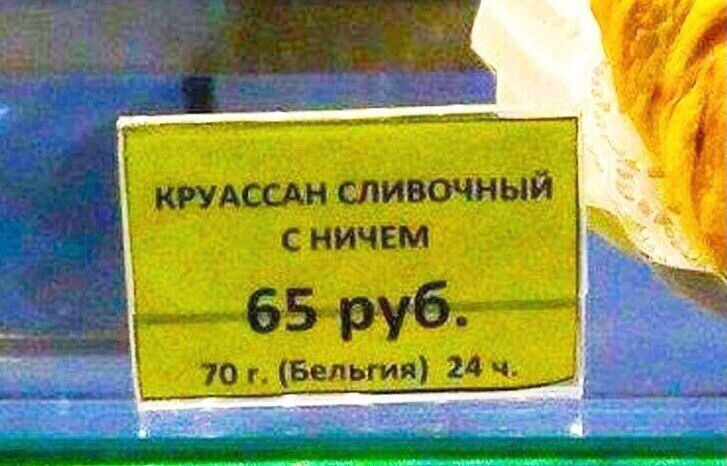 КРУАССАН СЛИВОЧНЫЙ
С НИЧЕМ
65 руб.
70 г. (Бельгия) 24 ч.